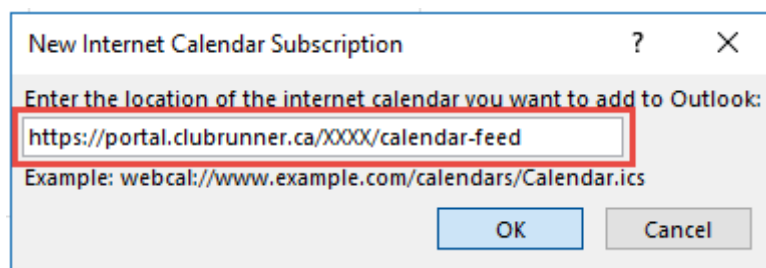 New Internet Calendar Subscription ? X
Enter the location of the internet calendar you want to add to Outlook:
https://portal.clubrunner.ca/XXXX/calendar-feed
Example: webcal://www.example.com/calendars/Calendar.ics
OK Cancel